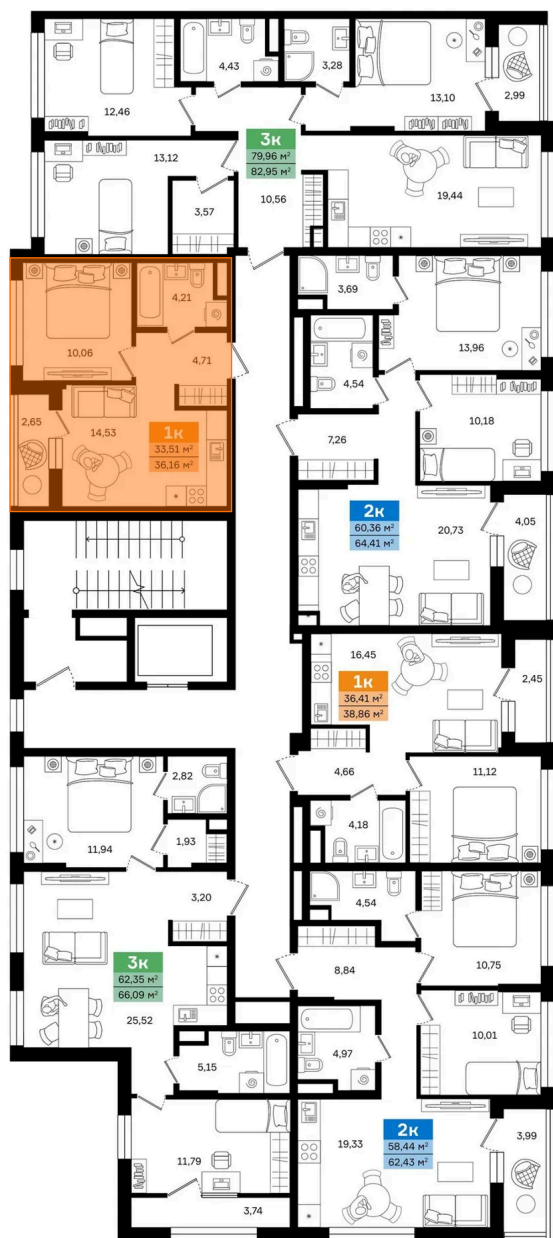 4,43
3,28
12,46
13,10
2,99
3к
79,96 м²
82,95 м²
13,12
19,44
3,57
10,56
4,21
3,69
10,06
4,71
13,96
4,54
2,65
14,53
1к
33,51 м²
36,16 м²
10,18
7,26
2к
60,36 м²
64,41 м²
20,73
4,05
16,45
1к
36,41 м²
38,86 м²
2,45
4,66
11,12
2,82
11,94
1,93
4,18
3,20
4,54
3к
62,35 м²
66,09 м²
25,52
8,84
10,75
5,15
4,97
10,01
11,79
19,33
2к
58,44 м²
62,43 м²
3,99
3,74